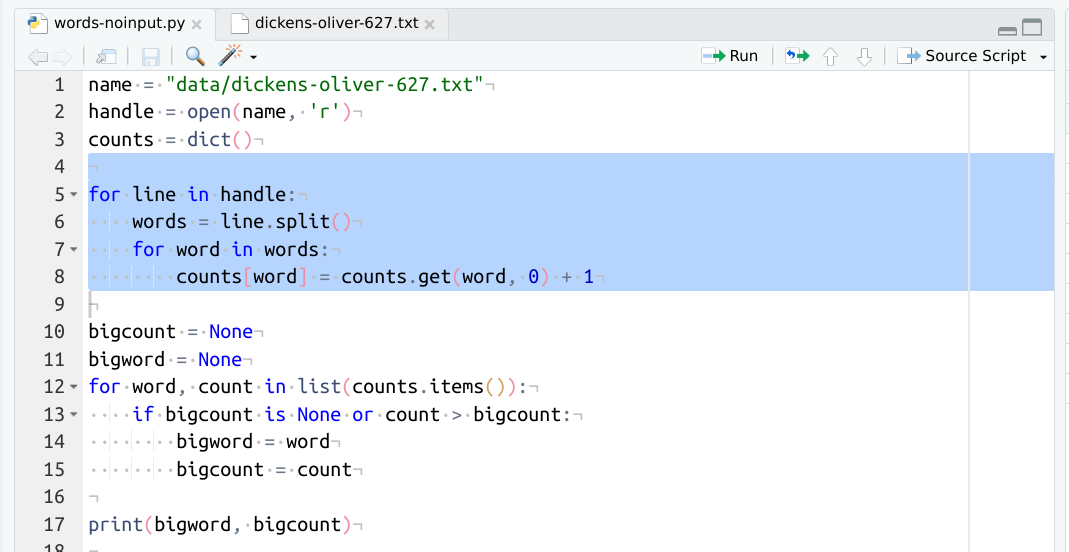 words-noinput.py × dickens-oliver-627.txt ×
Run Source Script
1 name = "data/dickens-oliver-627.txt"
2 handle = open(name, 'r')
3 counts = dict()
4
5 for line in handle:
6     words = line.split()
7     for word in words:
8         counts[word] = counts.get(word, 0) + 1
9
10 bigcount = None
11 bigword = None
12 for word, count in list(counts.items()):
13     if bigcount is None or count > bigcount:
14         bigword = word
15         bigcount = count
16
17 print(bigword, bigcount)
18